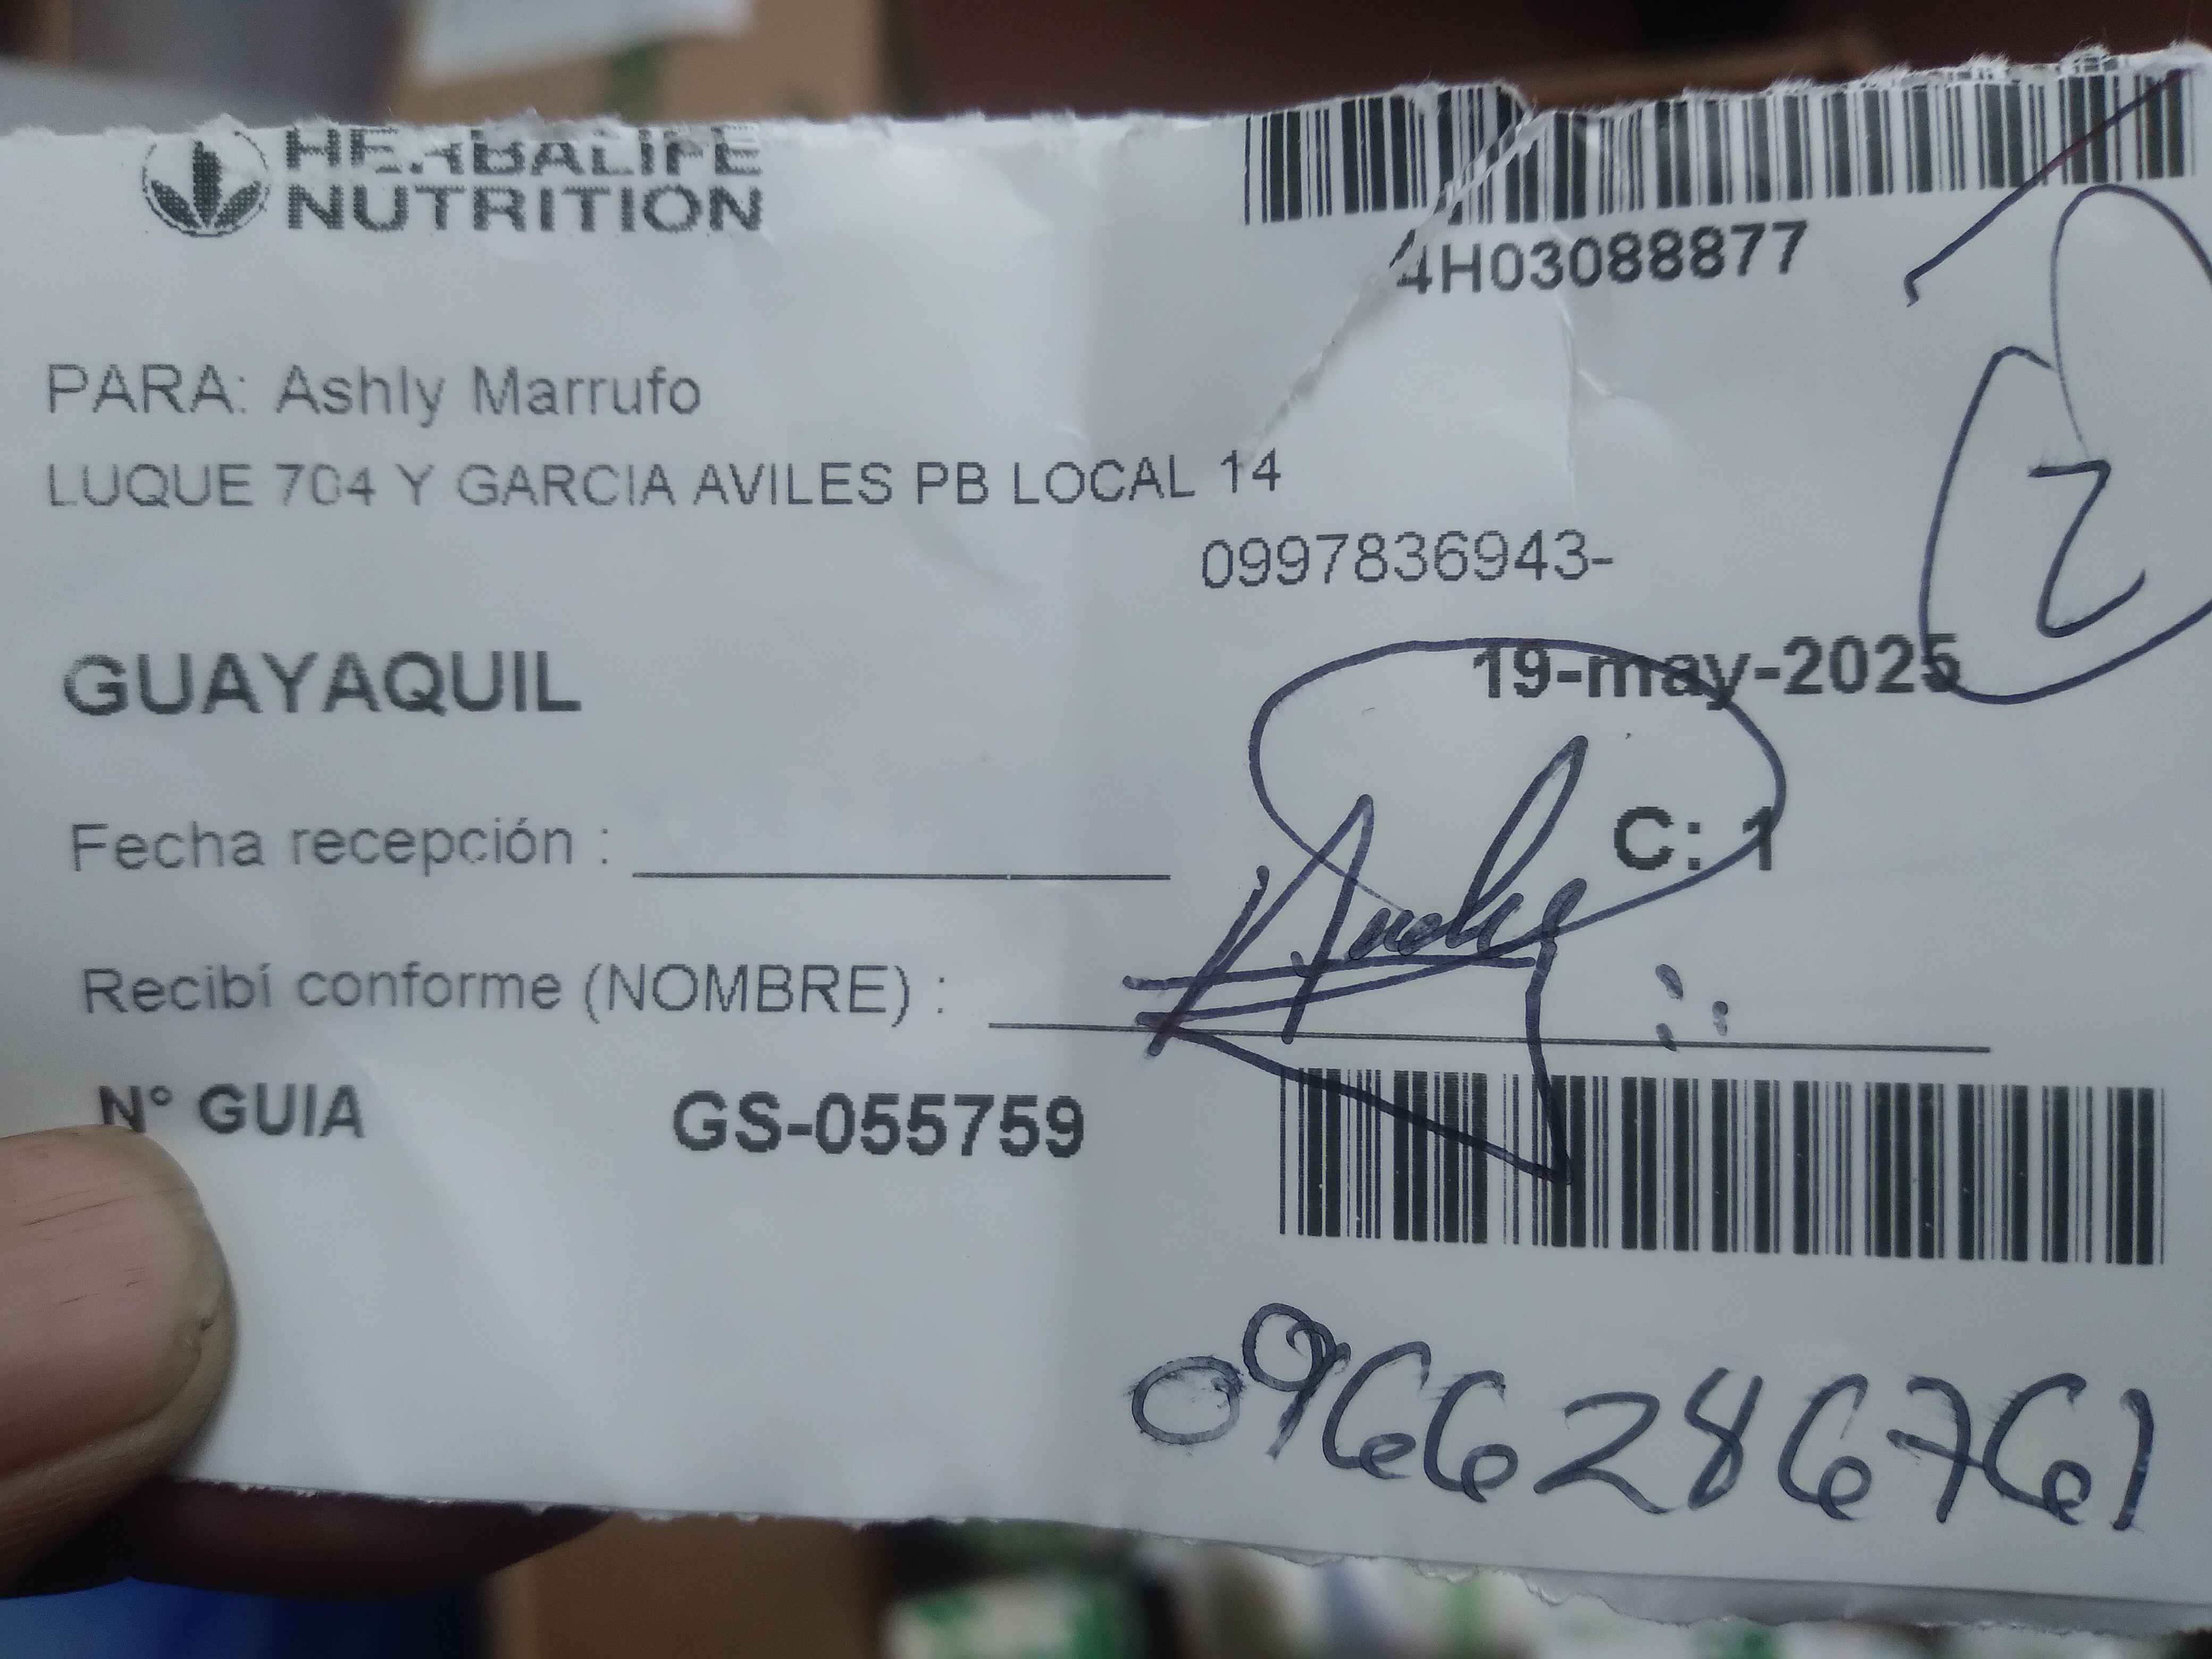 HERBALIFE
NUTRITION
4H03088877
PARA: Ashly Marrufo
LUQUE 704 Y GARCIA AVILES PB LOCAL 14
0997836943-
GUAYAQUIL
19-may-2025
C: 1
Fecha recepción :
Recibí conforme (NOMBRE) :
N° GUIA GS-055759
0966286761